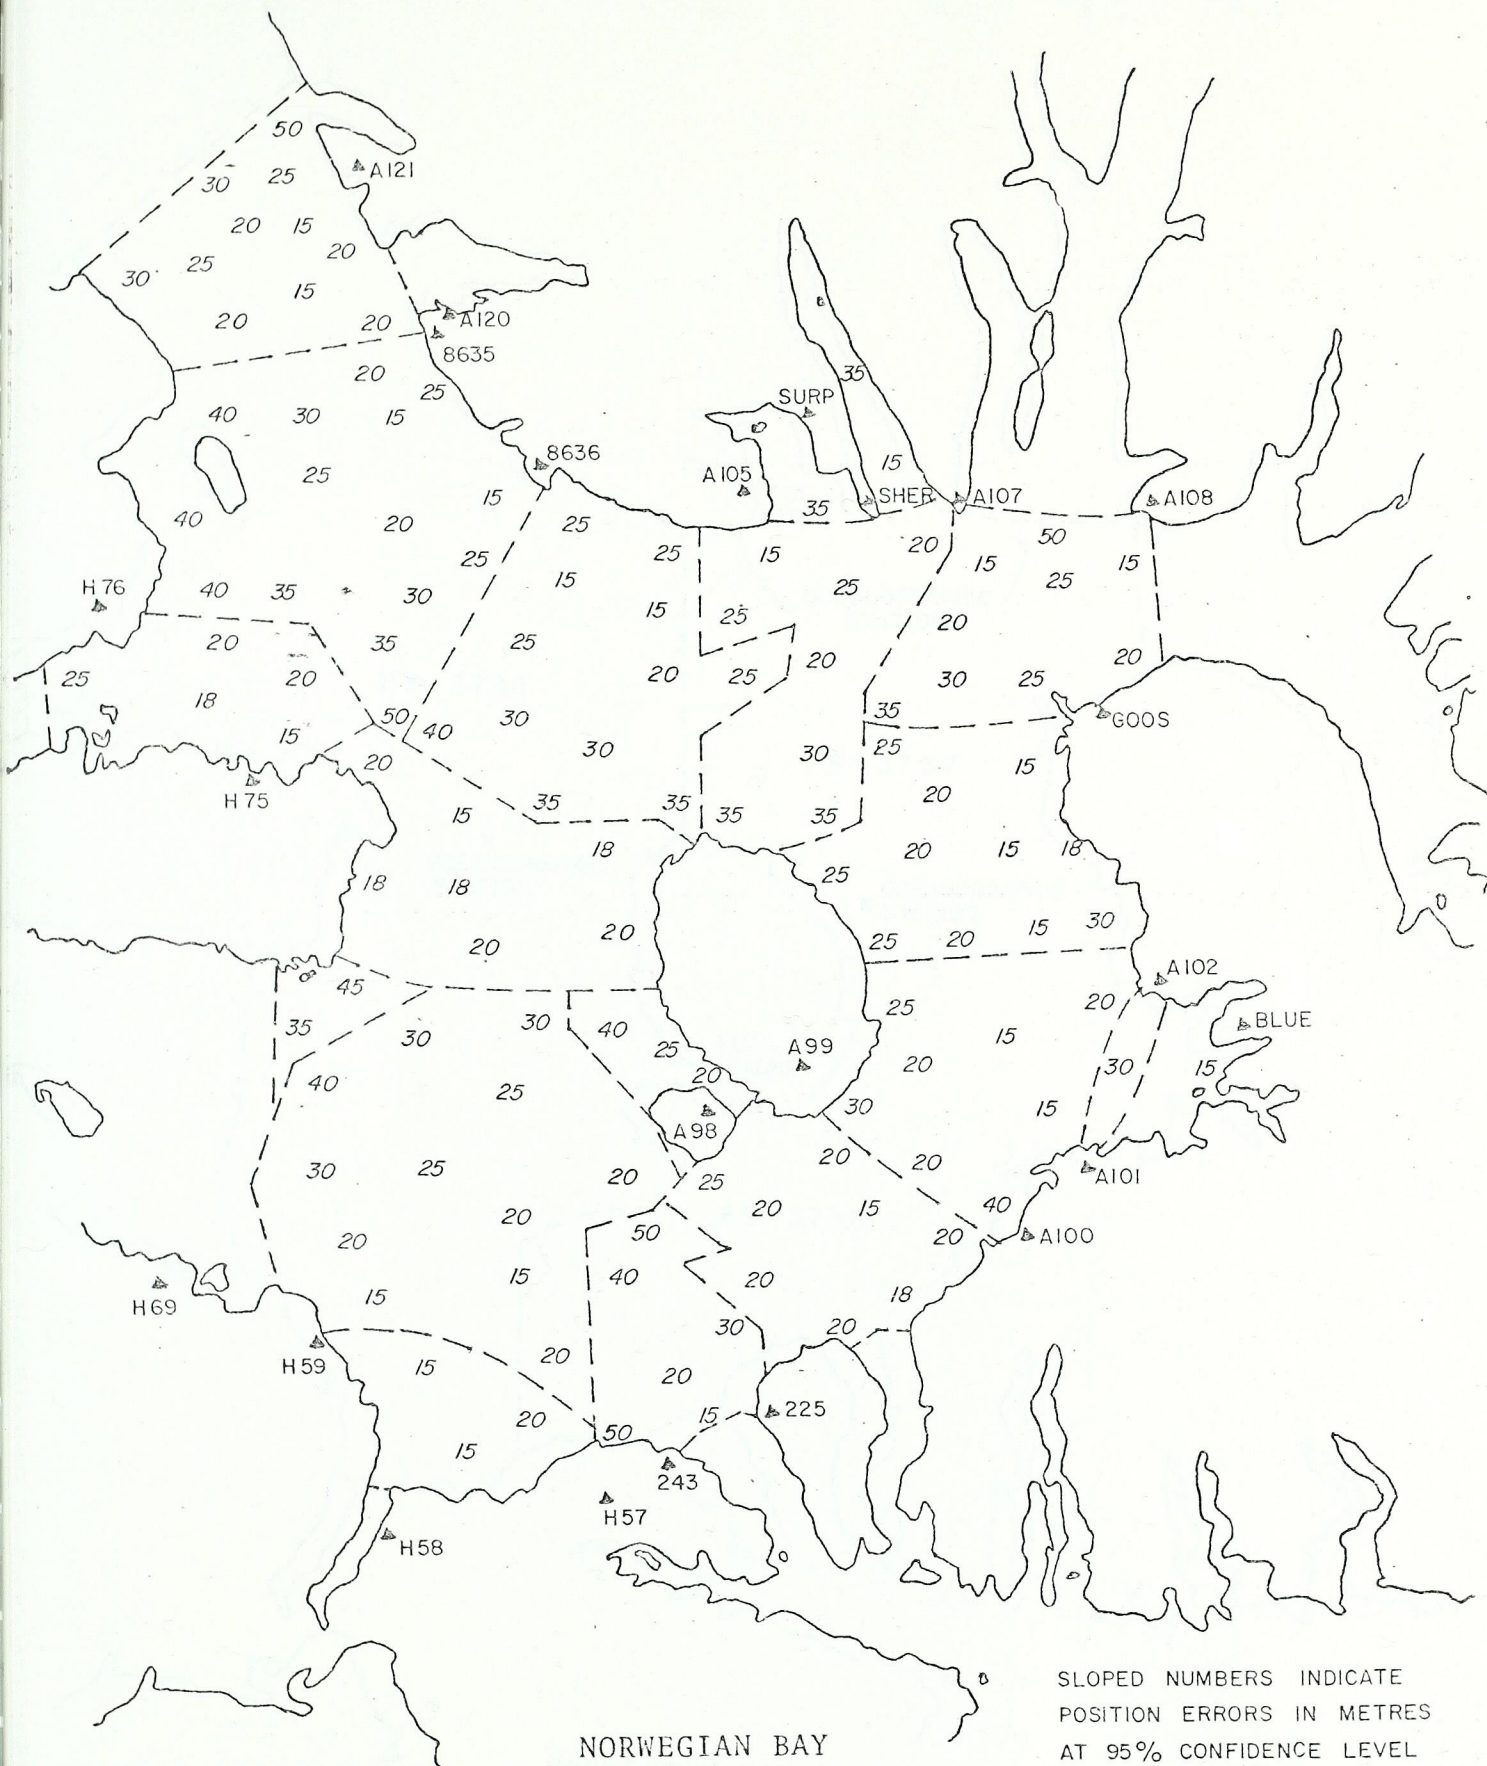 50
A121
30 25
20 15
20
30 25
15
20 20 A120
8635
20
25
35
40 30 15
SURP
8636
15
25
A105
15 SHER A107 A108
40 20 25 35
50
25 15 20 15 15
25
15 25 25
H76
40 35 30
15 25 20
20 35 25
20 20
25 20 20 25 30 25
18
50 40 30 35 GOOS
15
20 30 30 25
15
H75
35 35 20
15 35 35
18 20 15 18
25
18 18
20 20 25 20 15 30
45 A102
20
25
35 30 30 40 15 BLUE
25 A99
20 20 30 15
40 25
30 15
A98
20 20
30 25 20 25 A101
20 20 15 40
20 50 20 A100
15 40 20
H69 15 18
30 20
H59 15 20
20
20 15 225
15 50
243
H57
H58
SLOPED NUMBERS INDICATE
POSITION ERRORS IN METRES
NORWEGIAN BAY
AT 95% CONFIDENCE LEVEL